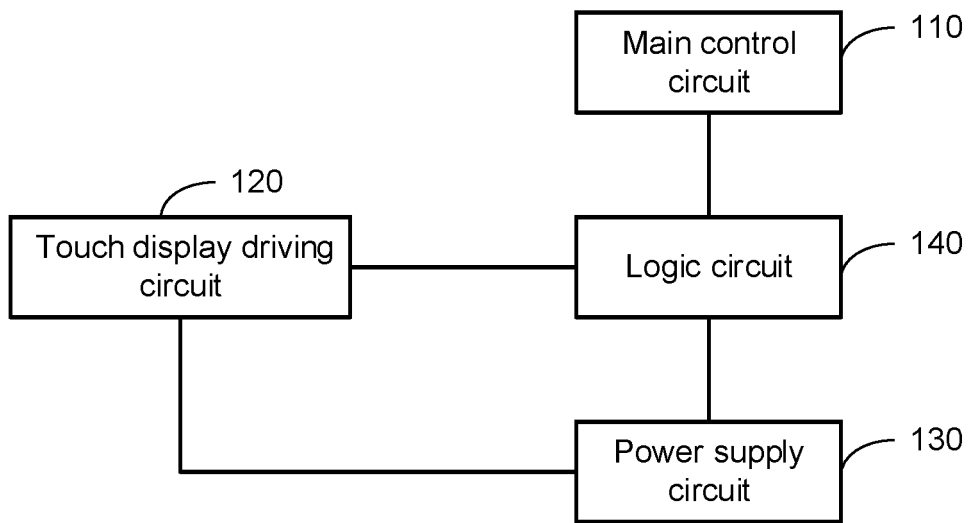 Main control
circuit
110
120
Touch display driving
circuit
Logic circuit
140
Power supply
circuit
130